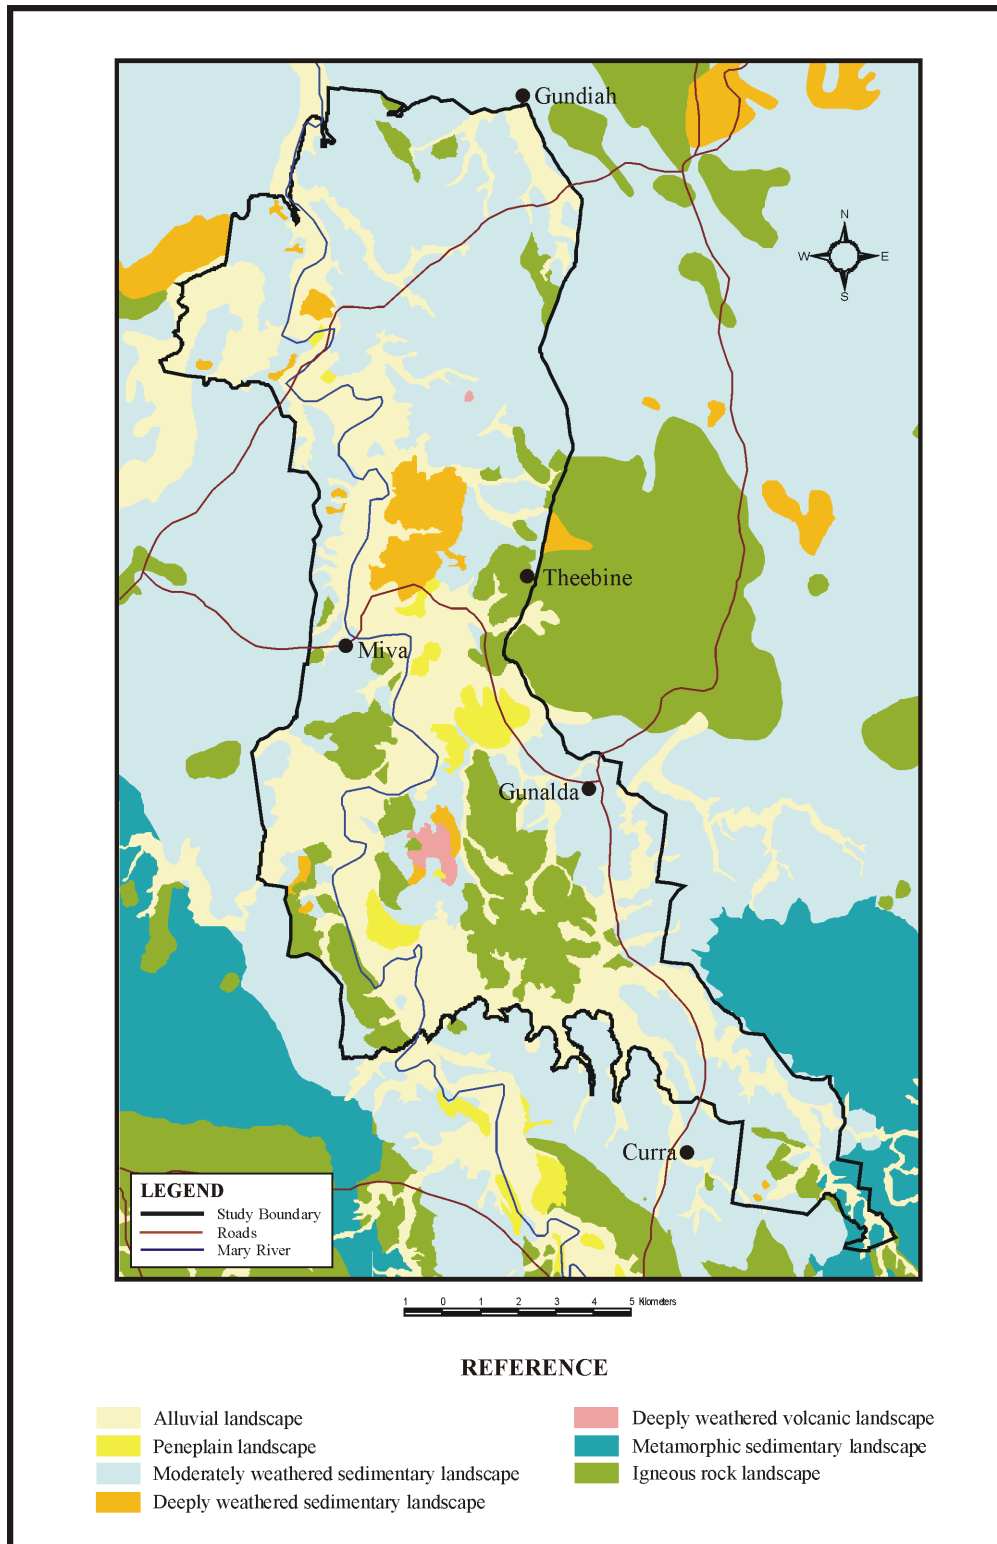 Gundiah
N
W E
S
Theebine
Miva
Gunalda
Curra
LEGEND
Study Boundary
Roads
Mary River
1 0 1 2 3 4 5 Kilometers
REFERENCE
Alluvial landscape
Peneplain landscape
Moderately weathered sedimentary landscape
Deeply weathered sedimentary landscape
Deeply weathered volcanic landscape
Metamorphic sedimentary landscape
Igneous rock landscape